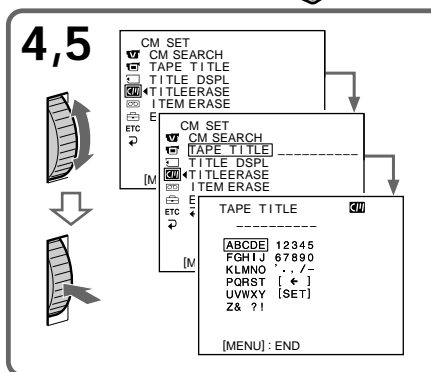 4,5
CM SET
CM SEARCH
TAPE TITLE
TITLE DSPL
TITLEERASE
ITEM ERASE
E
ETC
[M
CM SET
CM SEARCH
TAPE TITLE ----------
TITLE DSPL
TITLEERASE
ITEM ERASE
E
ETC
[M
TAPE TITLE
----------
ABCDE 12345
FGHIJ 67890
KLMNO ' . , / –
PQRST [ ← ]
UVWXY [SET]
Z& ?!
[MENU] : END